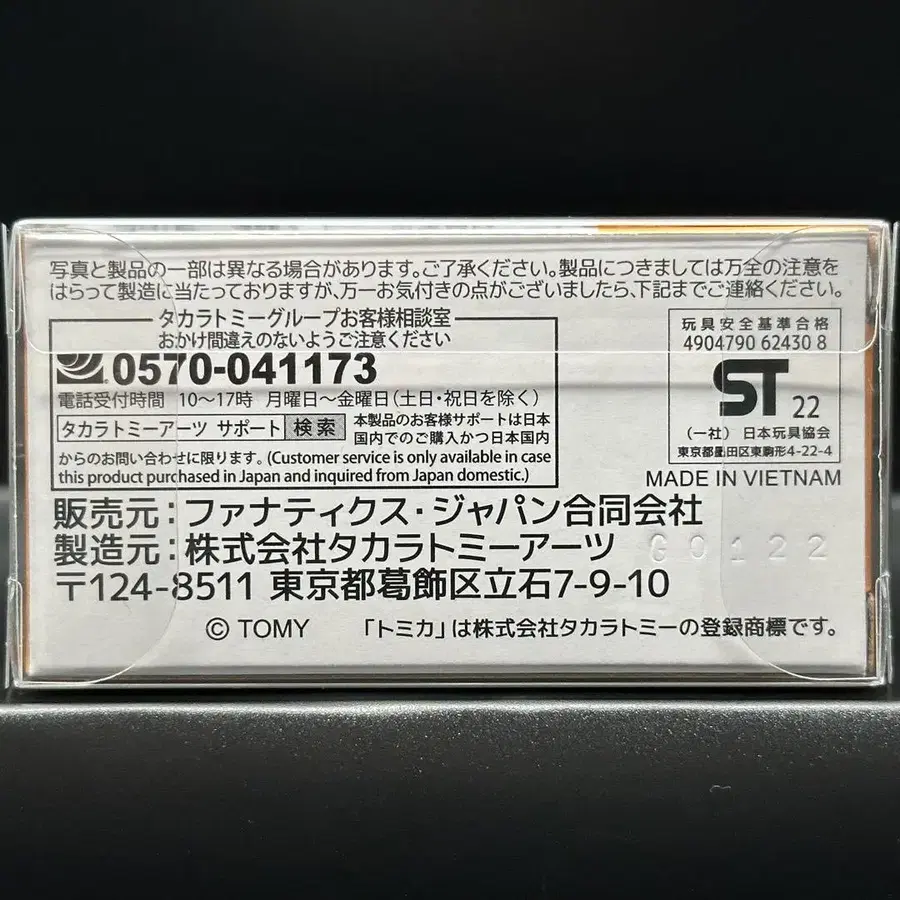 写真と製品の一部は異なる場合があります。ご了承ください。製品につきましては万全の注意を
はらって製造に当たっておりますが、万一お気付きの点がございましたら、下記までご連絡ください。
タカラトミーグループお客様相談室
おかけ間違えのないようご注意ください
0570-041173
電話受付時間 10〜17時 月曜日〜金曜日(土日・祝日を除く)
タカラトミーアーツ サポート 検索 本製品のお客様サポートは日本
国内でのご購入かつ日本国内
からのお問い合わせに限ります。(Customer service is only available in case
this product purchased in Japan and inquired from Japan domestic.)
玩具安全基準合格
4904790 62430 8
ST 22
(一社) 日本玩具協会
東京都墨田区東駒形4-22-4
MADE IN VIETNAM
販売元:ファナティクス・ジャパン合同会社
製造元:株式会社タカラトミーアーツ
G0122
〒124-8511 東京都葛飾区立石7-9-10
© TOMY 「トミカ」は株式会社タカラトミーの登録商標です。